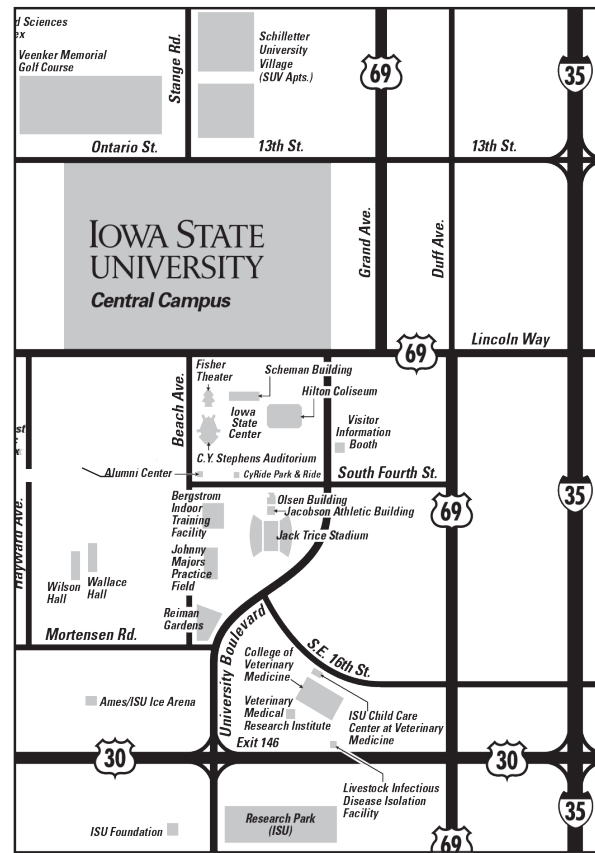 d Sciences
ex
Veenker Memorial
Golf Course
Stange Rd.
Schilletter
University
Village
(SUV Apts.)
69
35
Ontario St.
13th St.
13th St.
IOWA STATE
UNIVERSITY
Central Campus
Grand Ave.
Duff Ave.
Lincoln Way
69
Fisher
Theater
Scheman Building
Hilton Coliseum
Beach Ave.
Iowa
State
Center
Visitor
Information
Booth
st
C.Y. Stephens Auditorium
Alumni Center
CyRide Park & Ride
South Fourth St.
35
69
Hayward Ave.
Bergstrom
Indoor
Training
Facility
Olsen Building
Jacobson Athletic Building
Jack Trice Stadium
Johnny
Majors
Practice
Field
Wilson
Hall
Wallace
Hall
Reiman
Gardens
Mortensen Rd.
University Boulevard
S.E. 16th St.
College of
Veterinary
Medicine
Ames/ISU Ice Arena
Veterinary
Medical
Research Institute
ISU Child Care
Center at Veterinary
Medicine
Exit 146
30
30
Livestock Infectious
Disease Isolation
Facility
35
ISU Foundation
Research Park
(ISU)
69